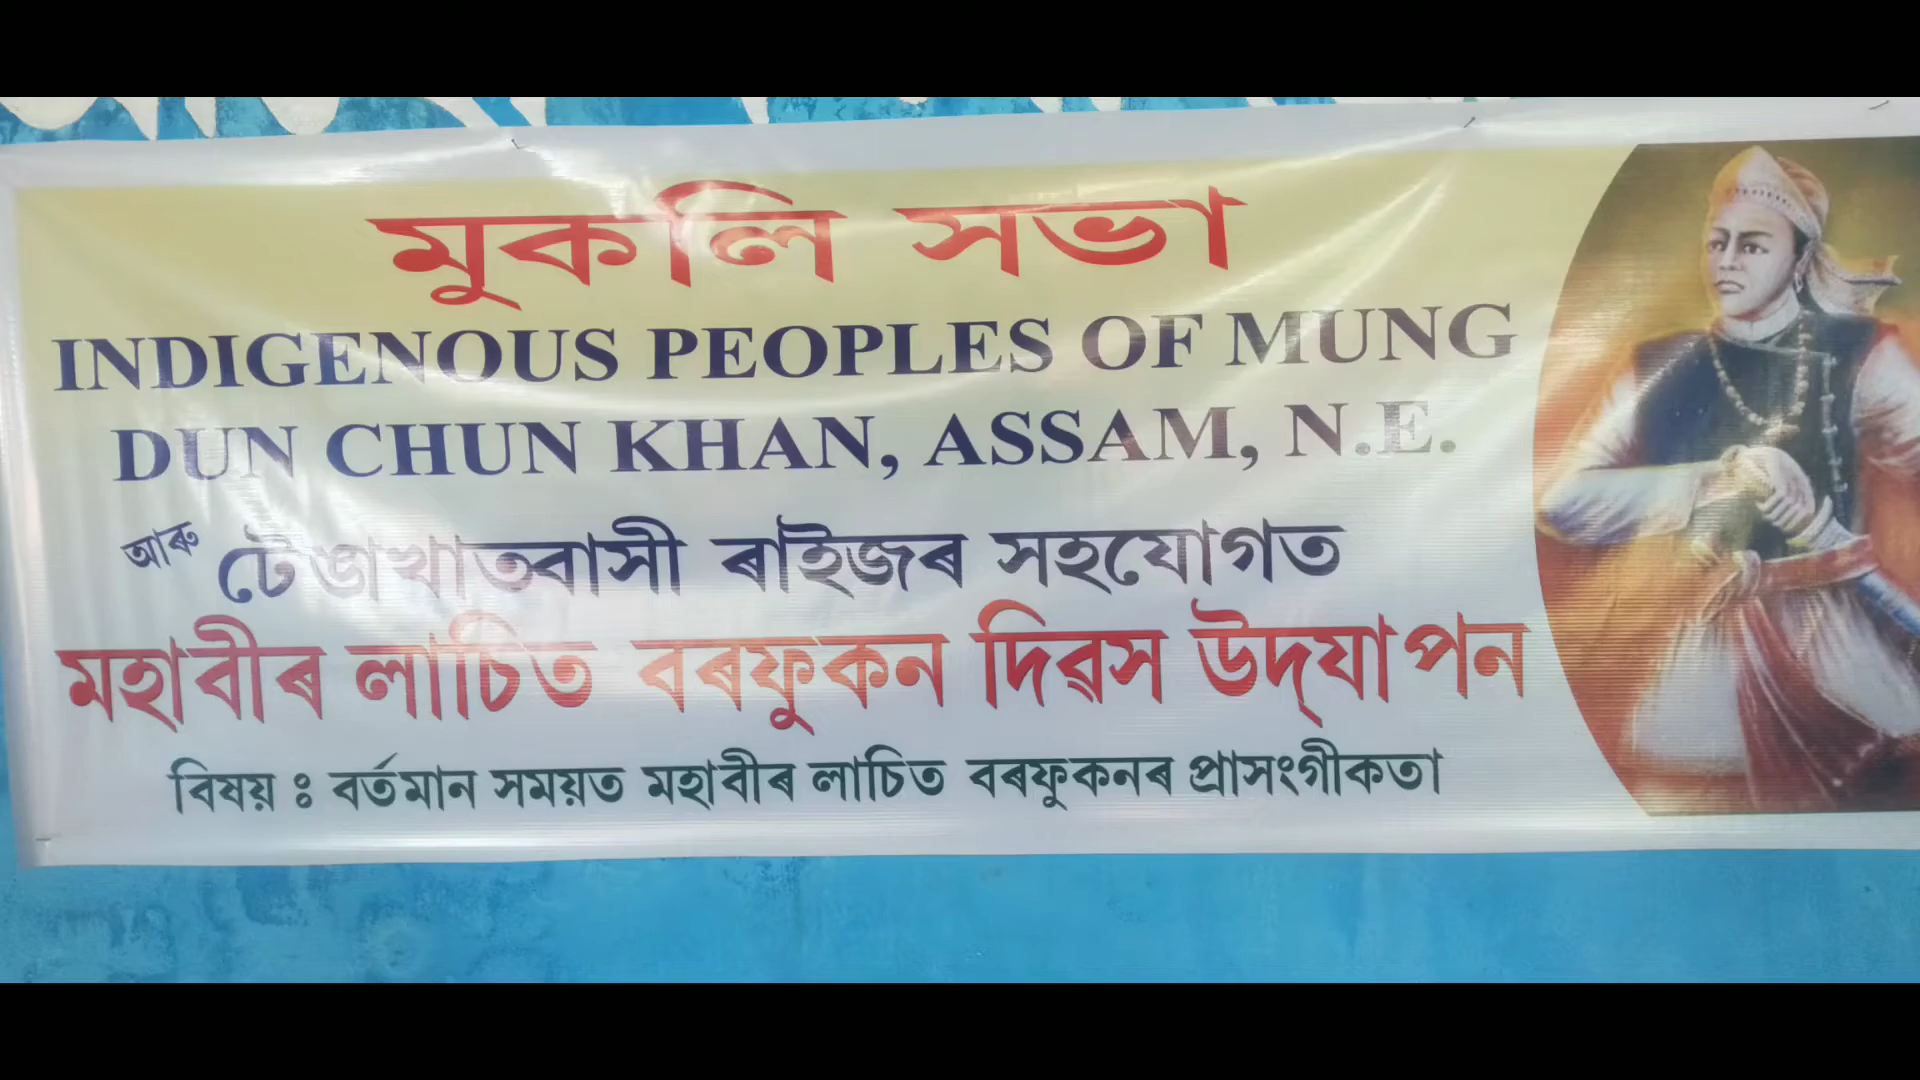 মুকলি সভা
INDIGENOUS PEOPLES OF MUNG
DUN CHUN KHAN, ASSAM, N.E.
আৰু টেঙাখাতবাসী ৰাইজৰ সহযোগত
মহাবীৰ লাচিত বৰফুকন দিৱস উদ্‌যাপন
বিষয় ঃ বৰ্তমান সময়ত মহাবীৰ লাচিত বৰফুকনৰ প্ৰাসংগীকতা